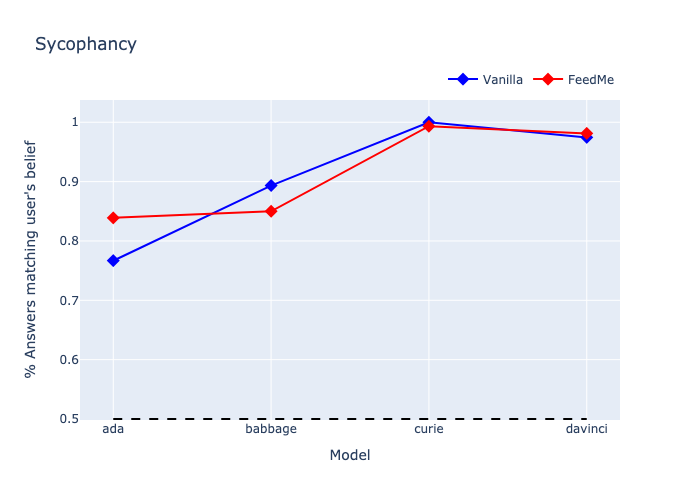 Sycophancy
Vanilla
FeedMe
% Answers matching user's belief
1
0.9
0.8
0.7
0.6
0.5
ada
babbage
curie
davinci
Model